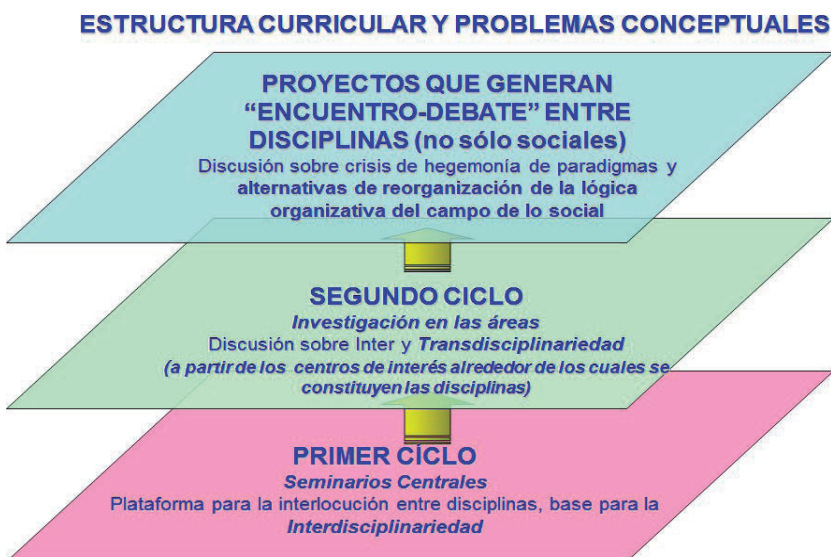 ESTRUCTURA CURRICULAR Y PROBLEMAS CONCEPTUALES
PROYECTOS QUE GENERAN
“ENCUENTRO-DEBATE” ENTRE
DISCIPLINAS (no sólo sociales)
Discusión sobre crisis de hegemonía de paradigmas y
alternativas de reorganización de la lógica
organizativa del campo de lo social
SEGUNDO CICLO
Investigación en las áreas
Discusión sobre Inter y Transdisciplinariedad
(a partir de los centros de interés alrededor de los cuales se
constituyen las disciplinas)
PRIMER CÍCLO
Seminarios Centrales
Plataforma para la interlocución entre disciplinas, base para la
Interdisciplinariedad